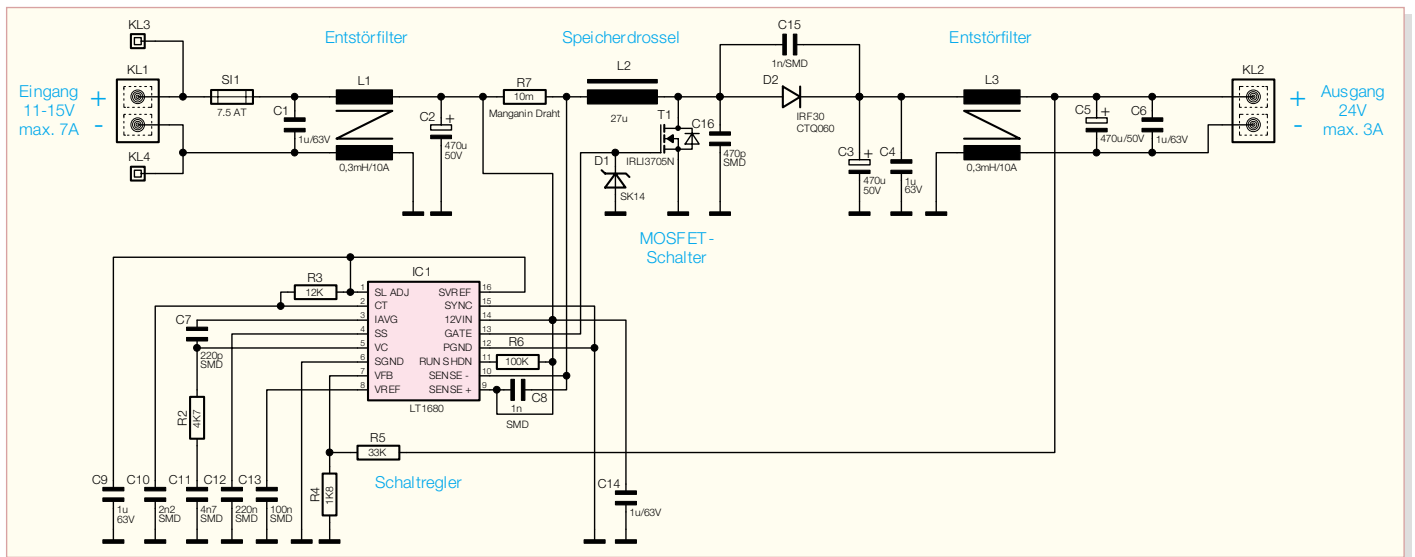 KL3
KL1
Eingang
11-15V
max. 7A
+
-
KL4
SI1
7.5 AT
C1
1u/63V
Entstörfilter
L1
0,3mH/10A
C2
+
470u
50V
R7
10m
Manganin Draht
Speicherdrossel
L2
27u
T1
IRLI3705N
D1
SK14
C16
470p
SMD
MOSFET-
Schalter
C15
1n/SMD
D2
IRF30
CTQ060
C3
+
470u
50V
C4
1u
63V
Entstörfilter
L3
0,3mH/10A
C5
+
470u/50V
C6
1u/63V
KL2
+
-
Ausgang
24V
max. 3A
R3
12K
IC1
1 SL ADJ SVREF 16
2 CT SYNC 15
3 IAVG 12VIN 14
4 SS GATE 13
5 VC PGND 12
6 SGND RUN SHDN 11
7 VFB SENSE - 10
8 VREF SENSE + 9
LT1680
C7
220p
SMD
R6
100K
C8
1n
SMD
R2
4K7
R5
33K
R4
1K8
Schaltregler
C9
1u
63V
C10
2n2
SMD
C11
4n7
SMD
C12
220n
SMD
C13
100n
SMD
C14
1u/63V